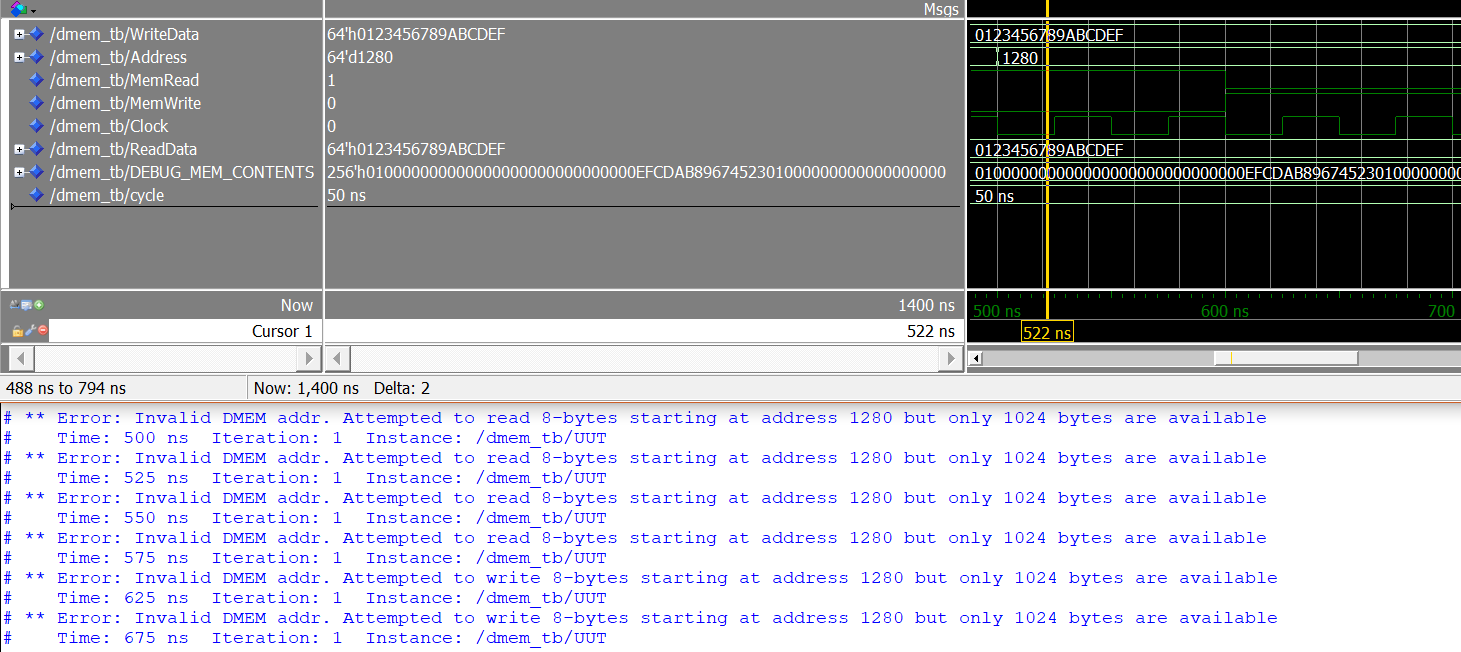 Msgs
/dmem_tb/WriteData 64'h0123456789ABCDEF 0123456789ABCDEF
/dmem_tb/Address 64'd1280 1280
/dmem_tb/MemRead 1
/dmem_tb/MemWrite 0
/dmem_tb/Clock 0
/dmem_tb/ReadData 64'h0123456789ABCDEF 0123456789ABCDEF
/dmem_tb/DEBUG_MEM_CONTENTS
/dmem_tb/cycle 50 ns 50 ns
Now 1400 ns 500 ns 600 ns 700
Cursor 1 522 ns 522 ns
488 ns to 794 ns Now: 1,400 ns Delta: 2
# ** Error: Invalid DMEM addr. Attempted to read 8-bytes starting at address 1280 but only 1024 bytes are available
# Time: 500 ns Iteration: 1 Instance: /dmem_tb/UUT
# ** Error: Invalid DMEM addr. Attempted to read 8-bytes starting at address 1280 but only 1024 bytes are available
# Time: 525 ns Iteration: 1 Instance: /dmem_tb/UUT
# ** Error: Invalid DMEM addr. Attempted to read 8-bytes starting at address 1280 but only 1024 bytes are available
# Time: 550 ns Iteration: 1 Instance: /dmem_tb/UUT
# ** Error: Invalid DMEM addr. Attempted to read 8-bytes starting at address 1280 but only 1024 bytes are available
# Time: 575 ns Iteration: 1 Instance: /dmem_tb/UUT
# ** Error: Invalid DMEM addr. Attempted to write 8-bytes starting at address 1280 but only 1024 bytes are available
# Time: 625 ns Iteration: 1 Instance: /dmem_tb/UUT
# ** Error: Invalid DMEM addr. Attempted to write 8-bytes starting at address 1280 but only 1024 bytes are available
# Time: 675 ns Iteration: 1 Instance: /dmem_tb/UUT